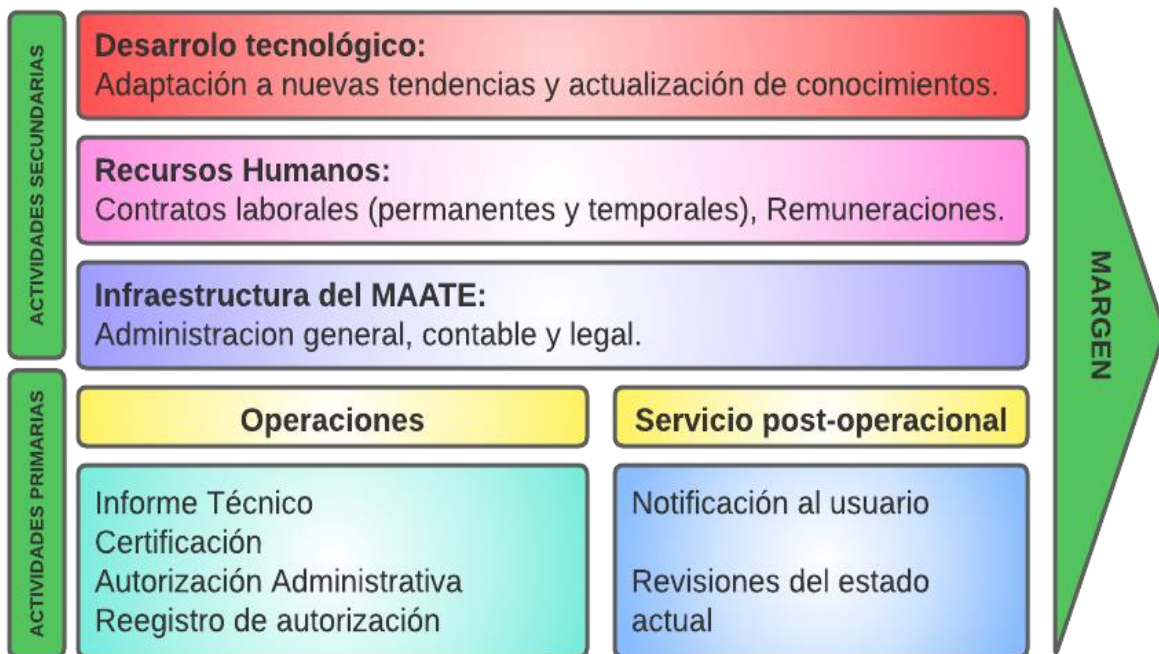 ACTIVIDADES SECUNDARIAS
Desarrolo tecnológico:
Adaptación a nuevas tendencias y actualización de conocimientos.
Recursos Humanos:
Contratos laborales (permanentes y temporales), Remuneraciones.
Infraestructura del MAATE:
Administracion general, contable y legal.
MARGEN
ACTIVIDADES PRIMARIAS
Operaciones
Informe Técnico
Certificación
Autorización Administrativa
Reegistro de autorización
Servicio post-operacional
Notificación al usuario
Revisiones del estado
actual